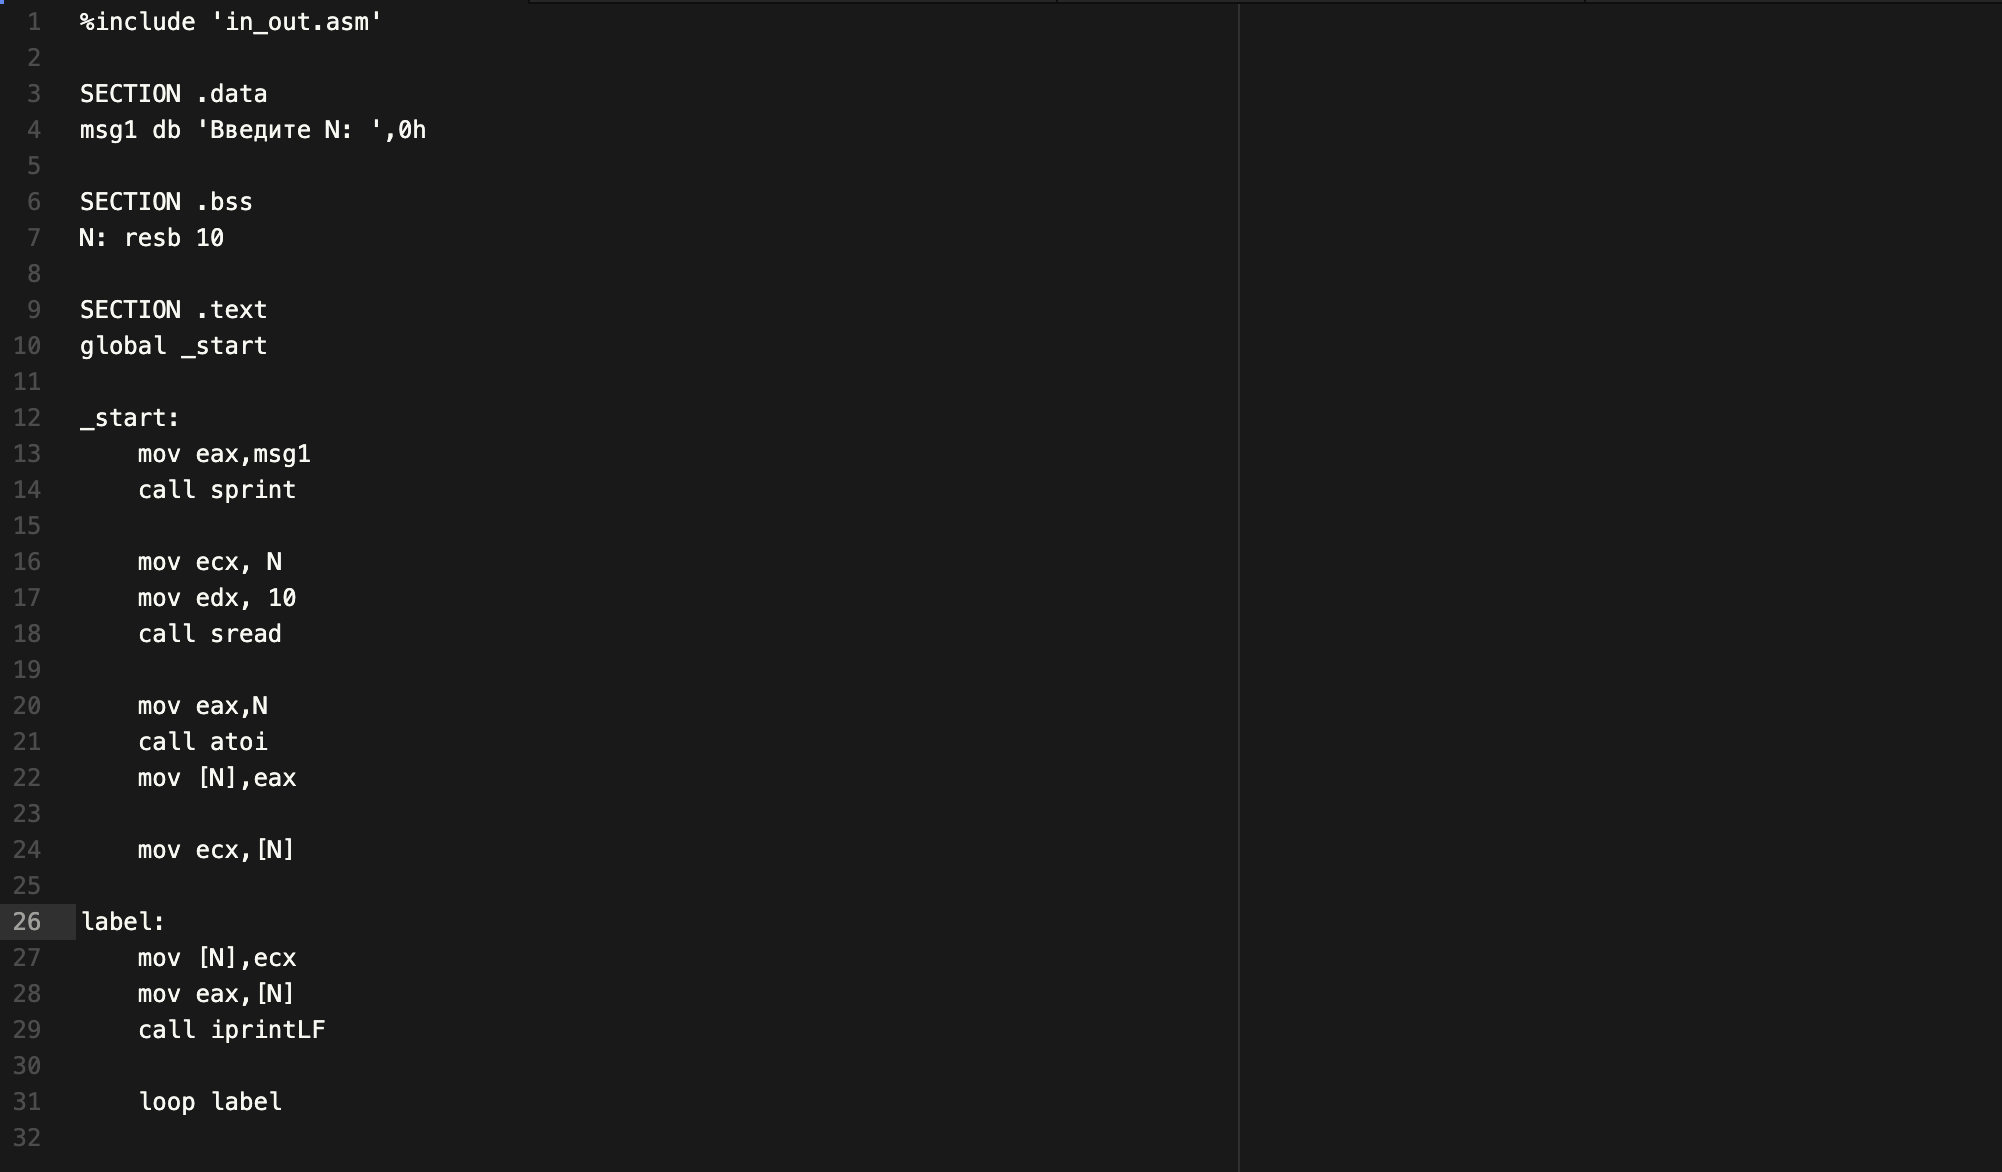 1 %include 'in_out.asm'
2
3 SECTION .data
4 msg1 db 'Введите N: ',0h
5
6 SECTION .bss
7 N: resb 10
8
9 SECTION .text
10 global _start
11
12 _start:
13 mov eax,msg1
14 call sprint
15
16 mov ecx, N
17 mov edx, 10
18 call sread
19
20 mov eax,N
21 call atoi
22 mov [N],eax
23
24 mov ecx,[N]
25
26 label:
27 mov [N],ecx
28 mov eax,[N]
29 call iprintLF
30
31 loop label
32